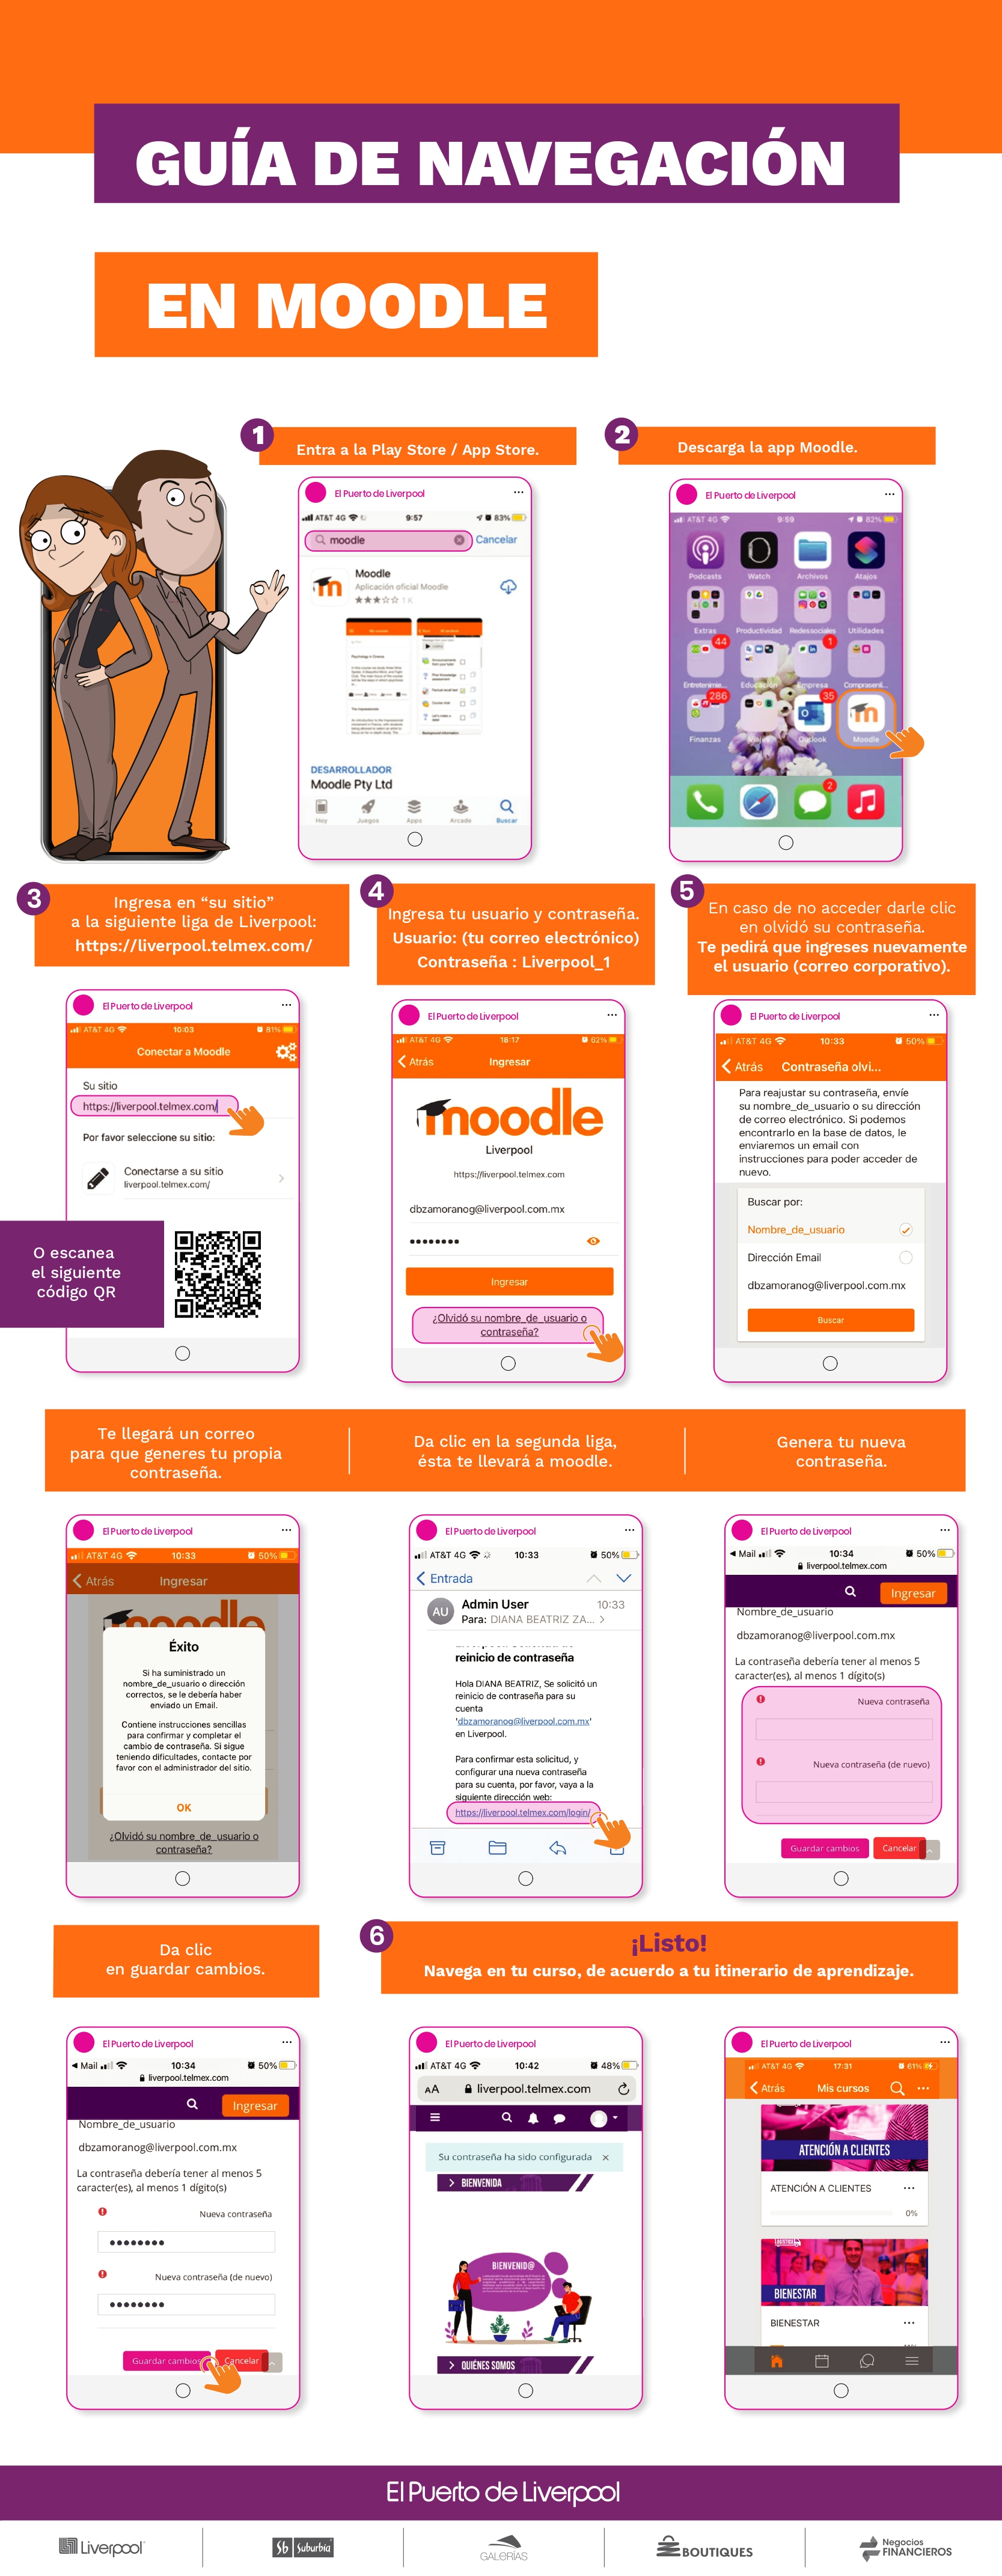 GUÍA DE NAVEGACIÓN
EN MOODLE
1
Entra a la Play Store / App Store.
El Puerto de Liverpool
AT&T 4G
9:57
83%
moodle
Cancelar
Moodle
Aplicación oficial Moodle
1K
DESARROLLADOR
Moodle Pty Ltd
Hoy
Juegos
Apps
Arcade
Buscar
2
Descarga la app Moodle.
El Puerto de Liverpool
AT&T 4G
9:59
82%
Podcasts
Watch
Archivos
Atajos
Extras
Productividad
Redes sociales
Utilidades
44
1
Entretenimie...
Educación
Empresa
Compras en l...
286
35
Finanzas
Outlook
Moodle
2
3
Ingresa en “su sitio”
a la siguiente liga de Liverpool:
https://liverpool.telmex.com/
El Puerto de Liverpool
AT&T 4G
10:03
81%
Conectar a Moodle
Su sitio
https://liverpool.telmex.com/
Por favor seleccione su sitio:
Conectarse a su sitio
liverpool.telmex.com/
O escanea
el siguiente
código QR
4
Ingresa tu usuario y contraseña.
Usuario: (tu correo electrónico)
Contraseña : Liverpool_1
El Puerto de Liverpool
AT&T 4G
18:17
62%
Atrás
Ingresar
moodle
Liverpool
https://liverpool.telmex.com
dbzamoranog@liverpool.com.mx
Ingresar
¿Olvidó su nombre_de_usuario o
contraseña?
5
En caso de no acceder darle clic
en olvidó su contraseña.
Te pedirá que ingreses nuevamente
el usuario (correo corporativo).
El Puerto de Liverpool
AT&T 4G
10:33
50%
Atrás
Contraseña olvi...
Para reajustar su contraseña, envíe
su nombre_de_usuario o su dirección
de correo electrónico. Si podemos
encontrarlo en la base de datos, le
enviaremos un email con
instrucciones para poder acceder de
nuevo.
Buscar por:
Nombre_de_usuario
Dirección Email
dbzamoranog@liverpool.com.mx
Buscar
Te llegará un correo
para que generes tu propia
contraseña.
Da clic en la segunda liga,
ésta te llevará a moodle.
Genera tu nueva
contraseña.
El Puerto de Liverpool
AT&T 4G
10:33
50%
Atrás
Ingresar
moodle
Éxito
Si ha suministrado un
nombre_de_usuario o dirección
correctos, se le debería haber
enviado un Email.
Contiene instrucciones sencillas
para confirmar y completar el
cambio de contraseña. Si sigue
teniendo dificultades, contacte por
favor con el administrador del sitio.
OK
¿Olvidó su nombre_de_usuario o
contraseña?
El Puerto de Liverpool
AT&T 4G
10:33
50%
Entrada
AU
Admin User
10:33
Para: DIANA BEATRIZ ZA...
reinicio de contraseña
Hola DIANA BEATRIZ, Se solicitó un
reinicio de contraseña para su
cuenta
'dbzamoranog@liverpool.com.mx'
en Liverpool.
Para confirmar esta solicitud, y
configurar una nueva contraseña
para su cuenta, por favor, vaya a la
siguiente dirección web:
https://liverpool.telmex.com/login/
El Puerto de Liverpool
Mail
10:34
50%
liverpool.telmex.com
Ingresar
Nombre_de_usuario
dbzamoranog@liverpool.com.mx
La contraseña debería tener al menos 5
caracter(es), al menos 1 dígito(s)
Nueva contraseña
Nueva contraseña (de nuevo)
Guardar cambios
Cancelar
Da clic
en guardar cambios.
6
¡Listo!
Navega en tu curso, de acuerdo a tu itinerario de aprendizaje.
El Puerto de Liverpool
Mail
10:34
50%
liverpool.telmex.com
Ingresar
Nombre_de_usuario
dbzamoranog@liverpool.com.mx
La contraseña debería tener al menos 5
caracter(es), al menos 1 dígito(s)
Nueva contraseña
Nueva contraseña (de nuevo)
Guardar cambios
Cancelar
El Puerto de Liverpool
AT&T 4G
10:42
48%
AA
liverpool.telmex.com
Su contraseña ha sido configurada
BIENVENIDA
BIENVENID@
QUIÉNES SOMOS
El Puerto de Liverpool
AT&T 4G
17:31
61%
Atrás
Mis cursos
ATENCIÓN A CLIENTES
ATENCIÓN A CLIENTES
0%
BIENESTAR
BIENESTAR
El Puerto de Liverpool
Liverpool
Sb Suburbia
GALERÍAS
BOUTIQUES
Negocios
FINANCIEROS